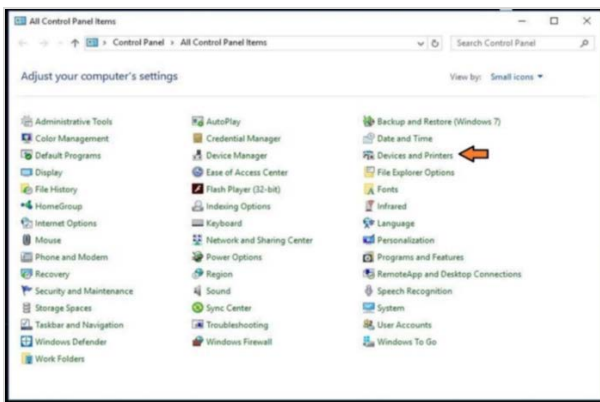 All Control Panel Items
Control Panel > All Control Panel Items
Search Control Panel
Adjust your computer's settings
View by: Small icons
Administrative Tools
AutoPlay
Backup and Restore (Windows 7)
Color Management
Credential Manager
Date and Time
Default Programs
Device Manager
Devices and Printers
Display
Ease of Access Center
File Explorer Options
File History
Flash Player (32-bit)
Fonts
HomeGroup
Indexing Options
Infrared
Internet Options
Keyboard
Language
Mouse
Network and Sharing Center
Personalization
Phone and Modem
Power Options
Programs and Features
Recovery
Region
RemoteApp and Desktop Connections
Security and Maintenance
Sound
Speech Recognition
Storage Spaces
Sync Center
System
Taskbar and Navigation
Troubleshooting
User Accounts
Windows Defender
Windows Firewall
Windows To Go
Work Folders